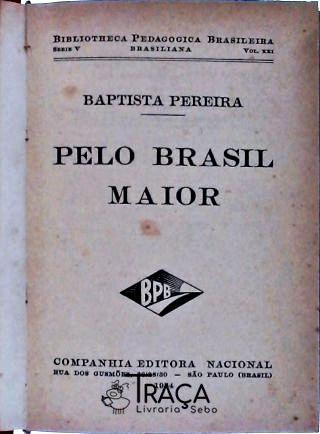 BIBLIOTHECA PEDAGOGICA BRASILEIRA
SERIE V BRASILIANA VOL. XXI
BAPTISTA PEREIRA
PELO BRASIL
MAIOR
BPB
COMPANHIA EDITORA NACIONAL
RUA DOS GUSMÕES, — SÃO PAULO (BRASIL)
TRAÇA
Livraria Sebo